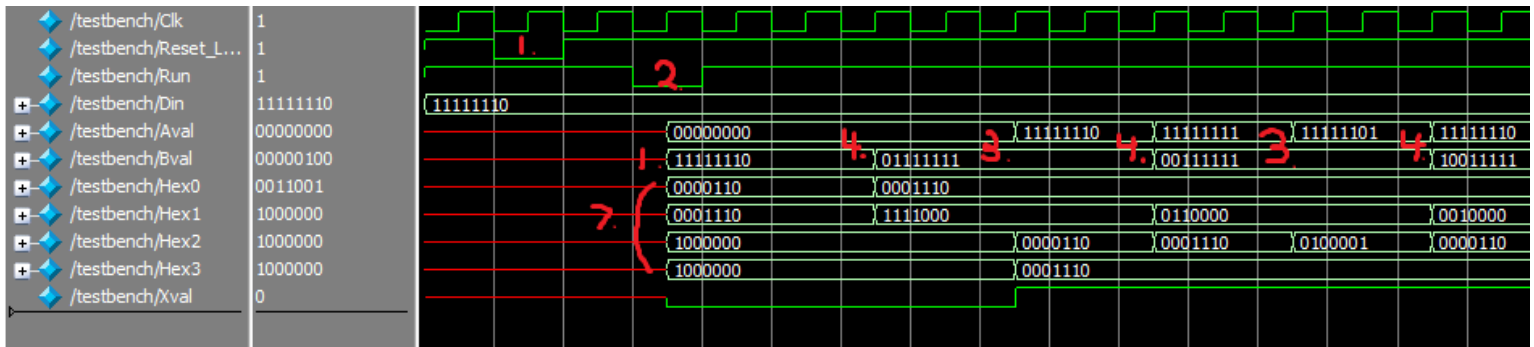 /testbench/Clk 1
/testbench/Reset_L... 1 1.
/testbench/Run 1 2.
/testbench/Din 11111110 11111110
/testbench/Aval 00000000 00000000 4. 3. 11111110 4. 11111111 3 11111101 4. 11111110
/testbench/Bval 00000100 1. 11111110 01111111 00111111 10011111
/testbench/Hex0 0011001 0000110 0001110
/testbench/Hex1 1000000 7. 0001110 1111000 0110000 0010000
/testbench/Hex2 1000000 1000000 0000110 0001110 0100001 0000110
/testbench/Hex3 1000000 1000000 0001110
/testbench/Xval 0